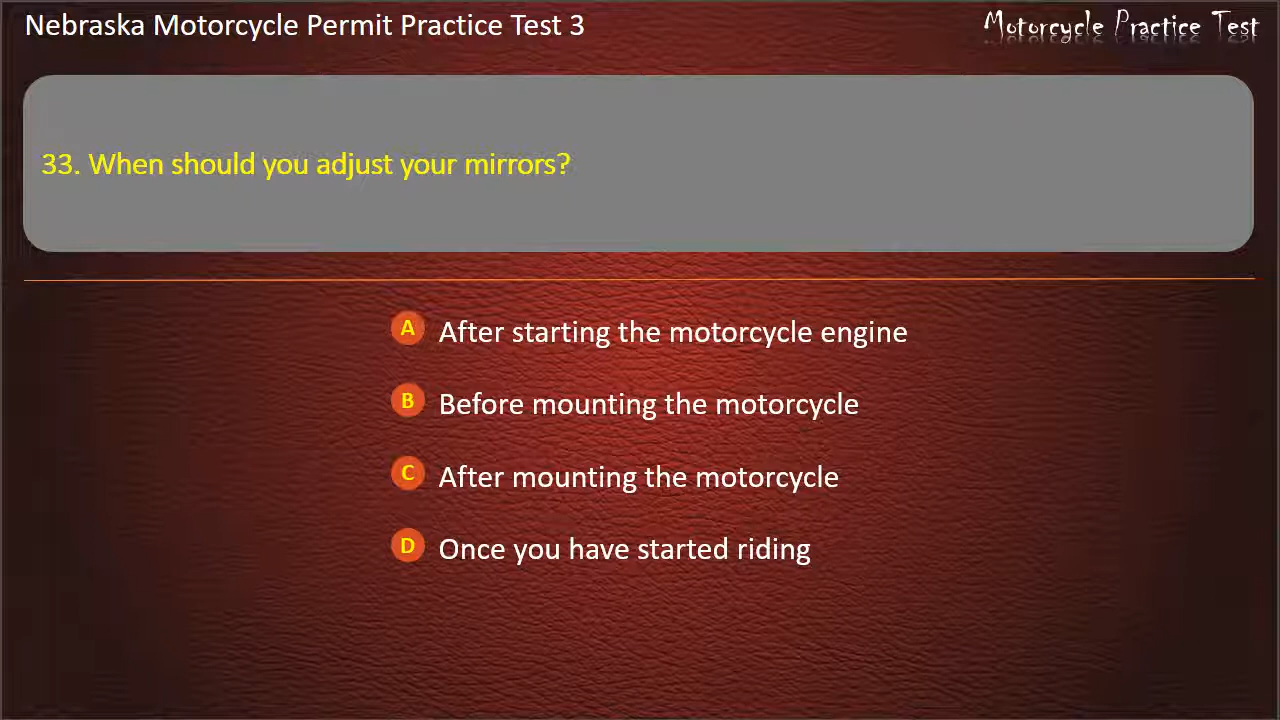 Nebraska Motorcycle Permit Practice Test 3
Motorcycle Practice Test
33. When should you adjust your mirrors?
A After starting the motorcycle engine
B Before mounting the motorcycle
C After mounting the motorcycle
D Once you have started riding